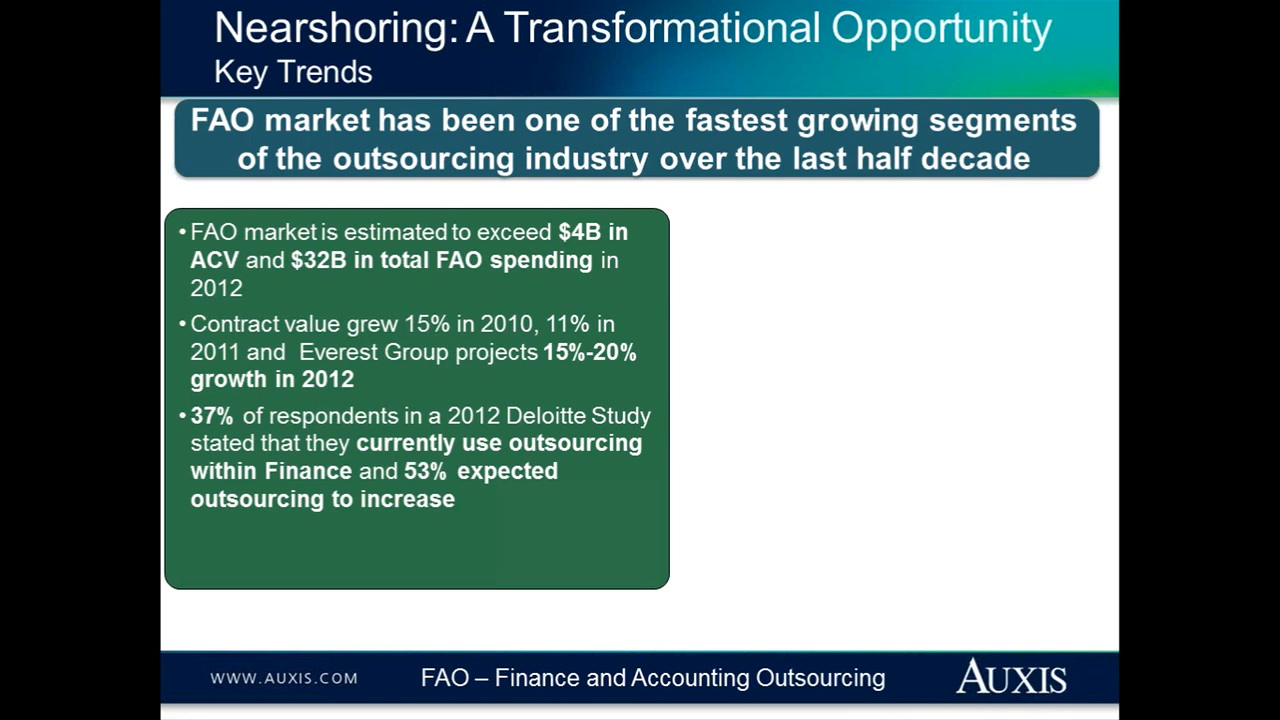 Nearshoring: A Transformational Opportunity
Key Trends
FAO market has been one of the fastest growing segments
of the outsourcing industry over the last half decade
•FAO market is estimated to exceed $4B in
ACV and $32B in total FAO spending in
2012
•Contract value grew 15% in 2010, 11% in
2011 and  Everest Group projects 15%-20%
growth in 2012
•37% of respondents in a 2012 Deloitte Study
stated that they currently use outsourcing
within Finance and 53% expected
outsourcing to increase
WWW.AUXIS.COM
FAO – Finance and Accounting Outsourcing
AUXIS